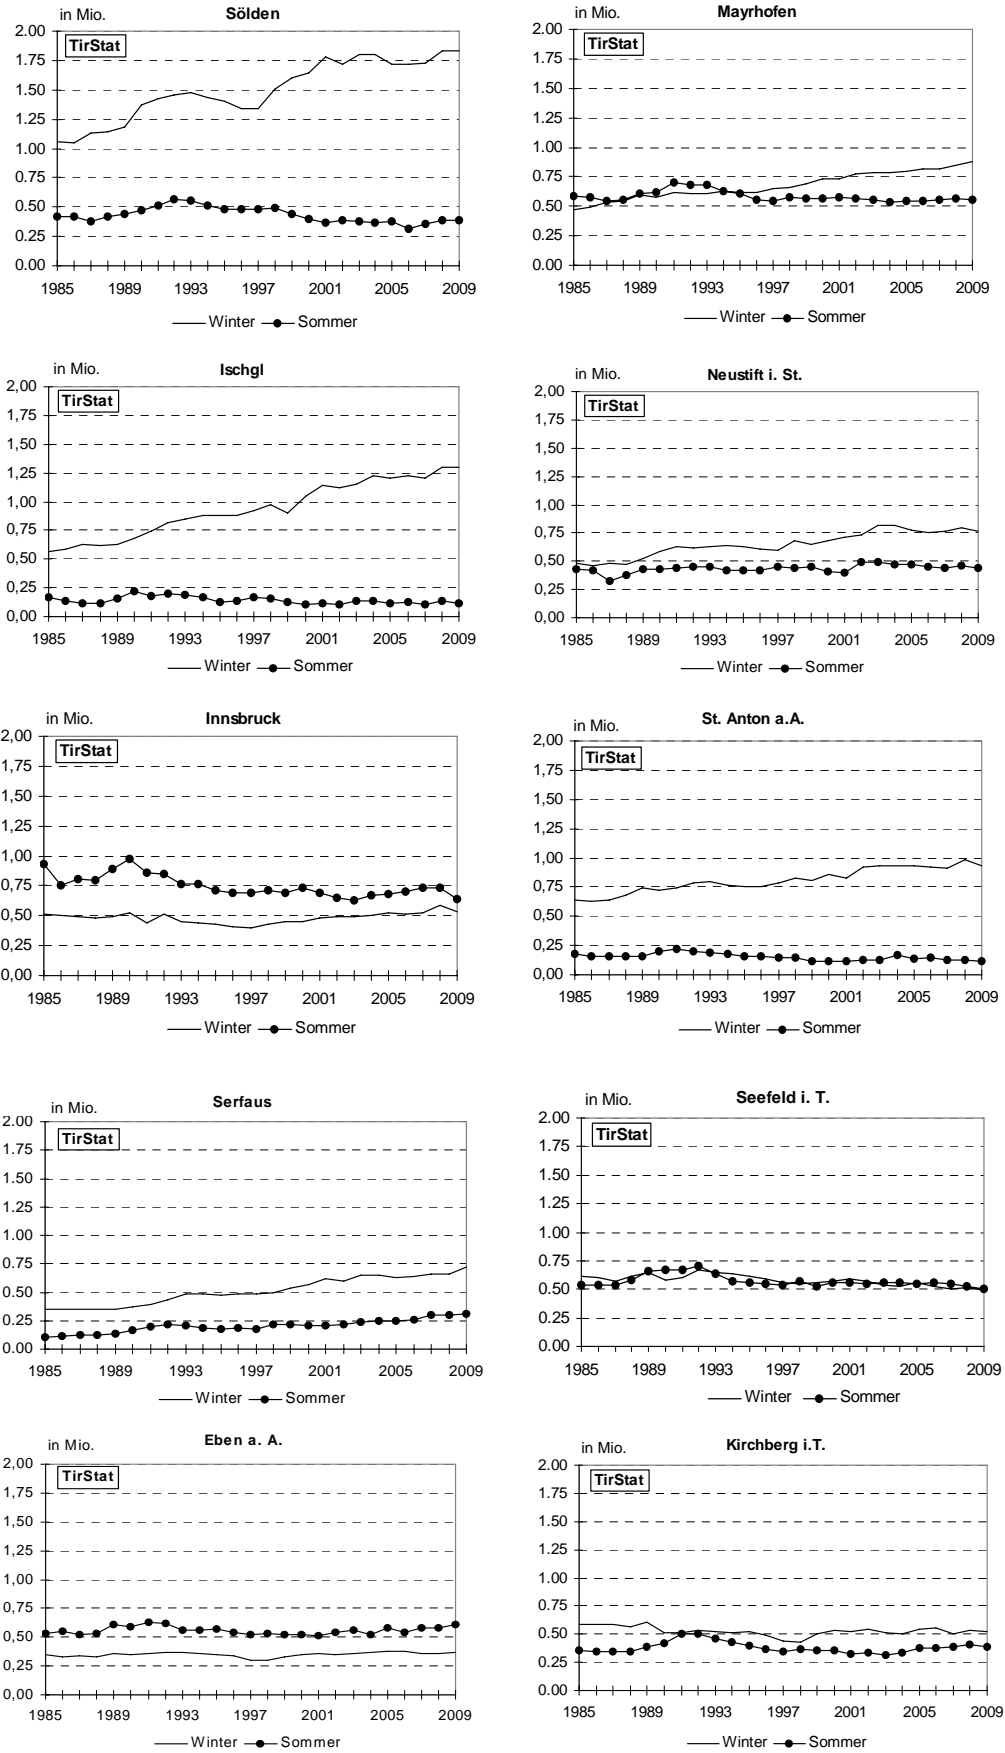 in Mio.
Sölden
TirStat
2.00
1.75
1.50
1.25
1.00
0.75
0.50
0.25
0.00
1985 1989 1993 1997 2001 2005 2009
Winter Sommer
in Mio.
Mayrhofen
TirStat
2.00
1.75
1.50
1.25
1.00
0.75
0.50
0.25
0.00
1985 1989 1993 1997 2001 2005 2009
Winter Sommer
in Mio.
Ischgl
TirStat
2,00
1,75
1,50
1,25
1,00
0,75
0,50
0,25
0,00
1985 1989 1993 1997 2001 2005 2009
Winter Sommer
in Mio.
Neustift i. St.
TirStat
2,00
1,75
1,50
1,25
1,00
0,75
0,50
0,25
0,00
1985 1989 1993 1997 2001 2005 2009
Winter Sommer
in Mio.
Innsbruck
TirStat
2,00
1,75
1,50
1,25
1,00
0,75
0,50
0,25
0,00
1985 1989 1993 1997 2001 2005 2009
Winter Sommer
in Mio.
St. Anton a.A.
TirStat
2,00
1,75
1,50
1,25
1,00
0,75
0,50
0,25
0,00
1985 1989 1993 1997 2001 2005 2009
Winter Sommer
in Mio.
Serfaus
TirStat
2.00
1.75
1.50
1.25
1.00
0.75
0.50
0.25
0.00
1985 1989 1993 1997 2001 2005 2009
Winter Sommer
in Mio.
Seefeld i. T.
TirStat
2.00
1.75
1.50
1.25
1.00
0.75
0.50
0.25
0.00
1985 1989 1993 1997 2001 2005 2009
Winter Sommer
in Mio.
Eben a. A.
TirStat
2,00
1,75
1,50
1,25
1,00
0,75
0,50
0,25
0,00
1985 1989 1993 1997 2001 2005 2009
Winter Sommer
in Mio.
Kirchberg i.T.
TirStat
2.00
1.75
1.50
1.25
1.00
0.75
0.50
0.25
0.00
1985 1989 1993 1997 2001 2005 2009
Winter Sommer